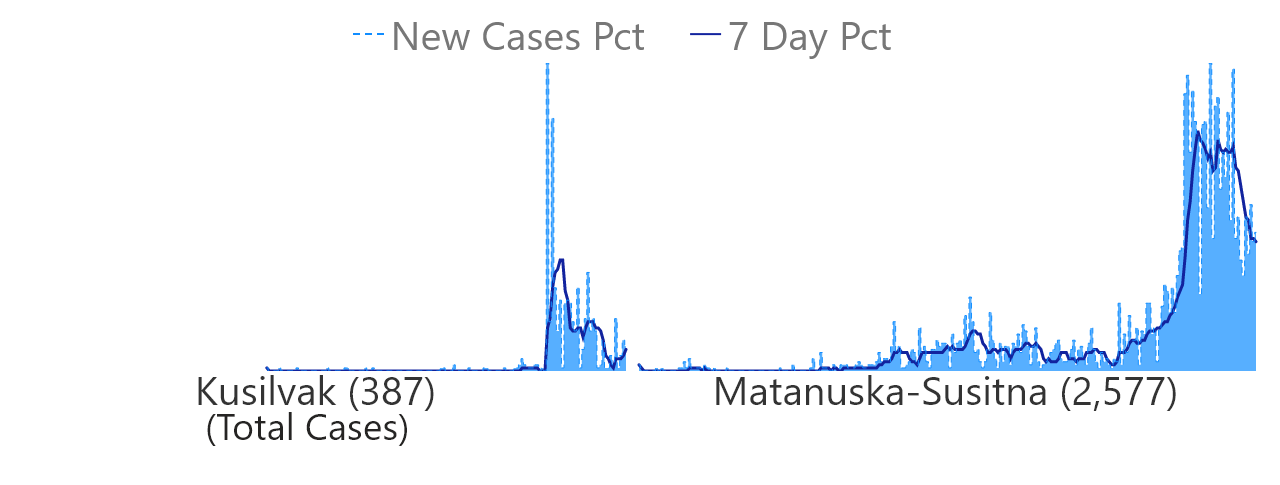 New Cases Pct 7 Day Pct
Kusilvak (387) Matanuska-Susitna (2,577)
(Total Cases)